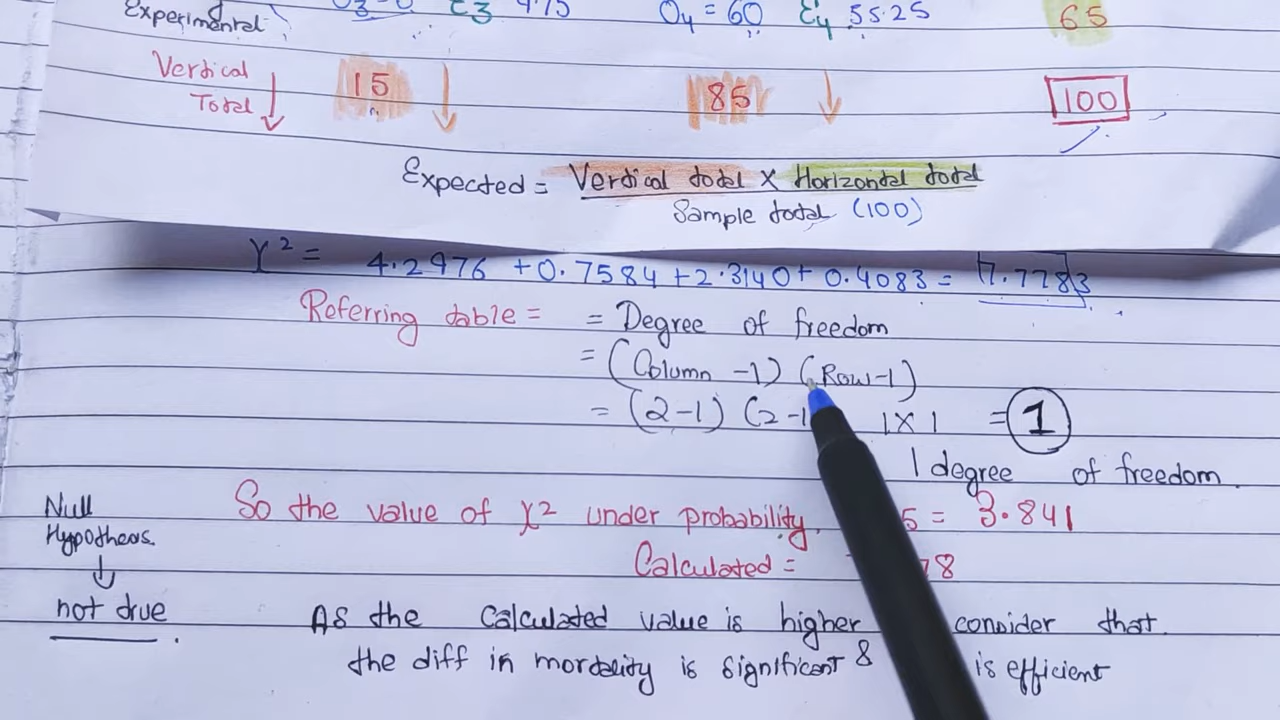 Experimental O3 = 0 E3 9.75 O4 = 60 E4 55.25 65
Vertical Total 15 85 100
Expected = Vertical total X Horizontal total
Sample total (100)
χ² = 4.2976 + 0.7584 + 2.3140 + 0.4083 = 7.7783
Referring table = = Degree of freedom
= (Column -1) (Row-1)
= (2-1) (2-1 1X1 = 1
1 degree of freedom.
So the value of χ² under probability 5 = 3.841
Calculated = 78
Null Hypothesis
not true.
As the Calculated value is higher consider that
the diff in mortality is significant & is efficient